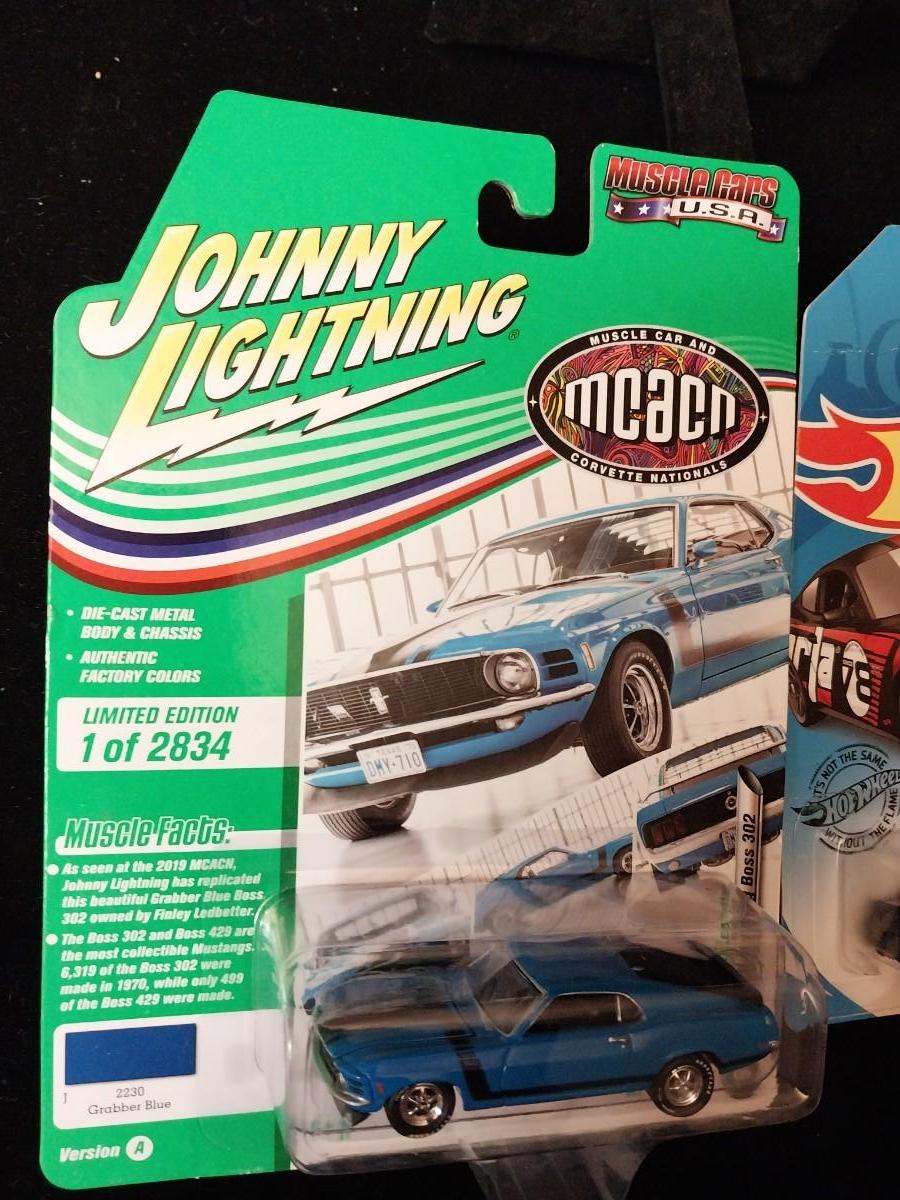 Muscle Cars
U.S.A.
JOHNNY
LIGHTNING®
MUSCLE CAR AND
mcacn
CORVETTE NATIONALS
• DIE-CAST METAL
BODY & CHASSIS
• AUTHENTIC
FACTORY COLORS
LIMITED EDITION
1 of 2834
TEXAS
DMY-710
Muscle Facts:
As seen at the 2019 MCACN,
Johnny Lightning has replicated
this beautiful Grabber Blue Boss
302 owned by Finley Ledbetter.
The Boss 302 and Boss 429 are
the most collectible Mustangs.
6,319 of the Boss 302 were
made in 1970, while only 499
of the Boss 429 were made.
J
2230
Grabber Blue
Version A
Boss 302
IT'S NOT THE SAME
HOT WHEELS
WITHOUT THE FLAME